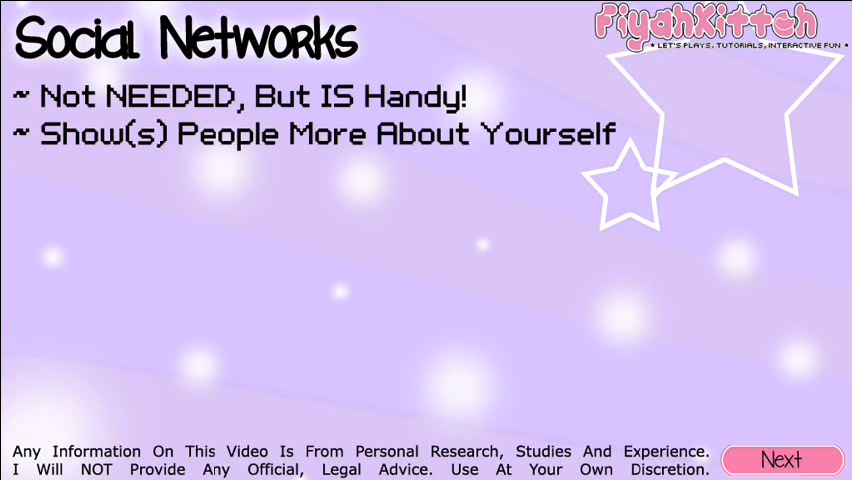 Social Networks
FiyahKitteh
★ LET'S PLAYS, TUTORIALS, INTERACTIVE FUN ★
~ Not NEEDED, But IS Handy!
~ Show(s) People More About Yourself
Any Information On This Video Is From Personal Research, Studies And Experience.
I Will NOT Provide Any Official, Legal Advice. Use At Your Own Discretion.
Next